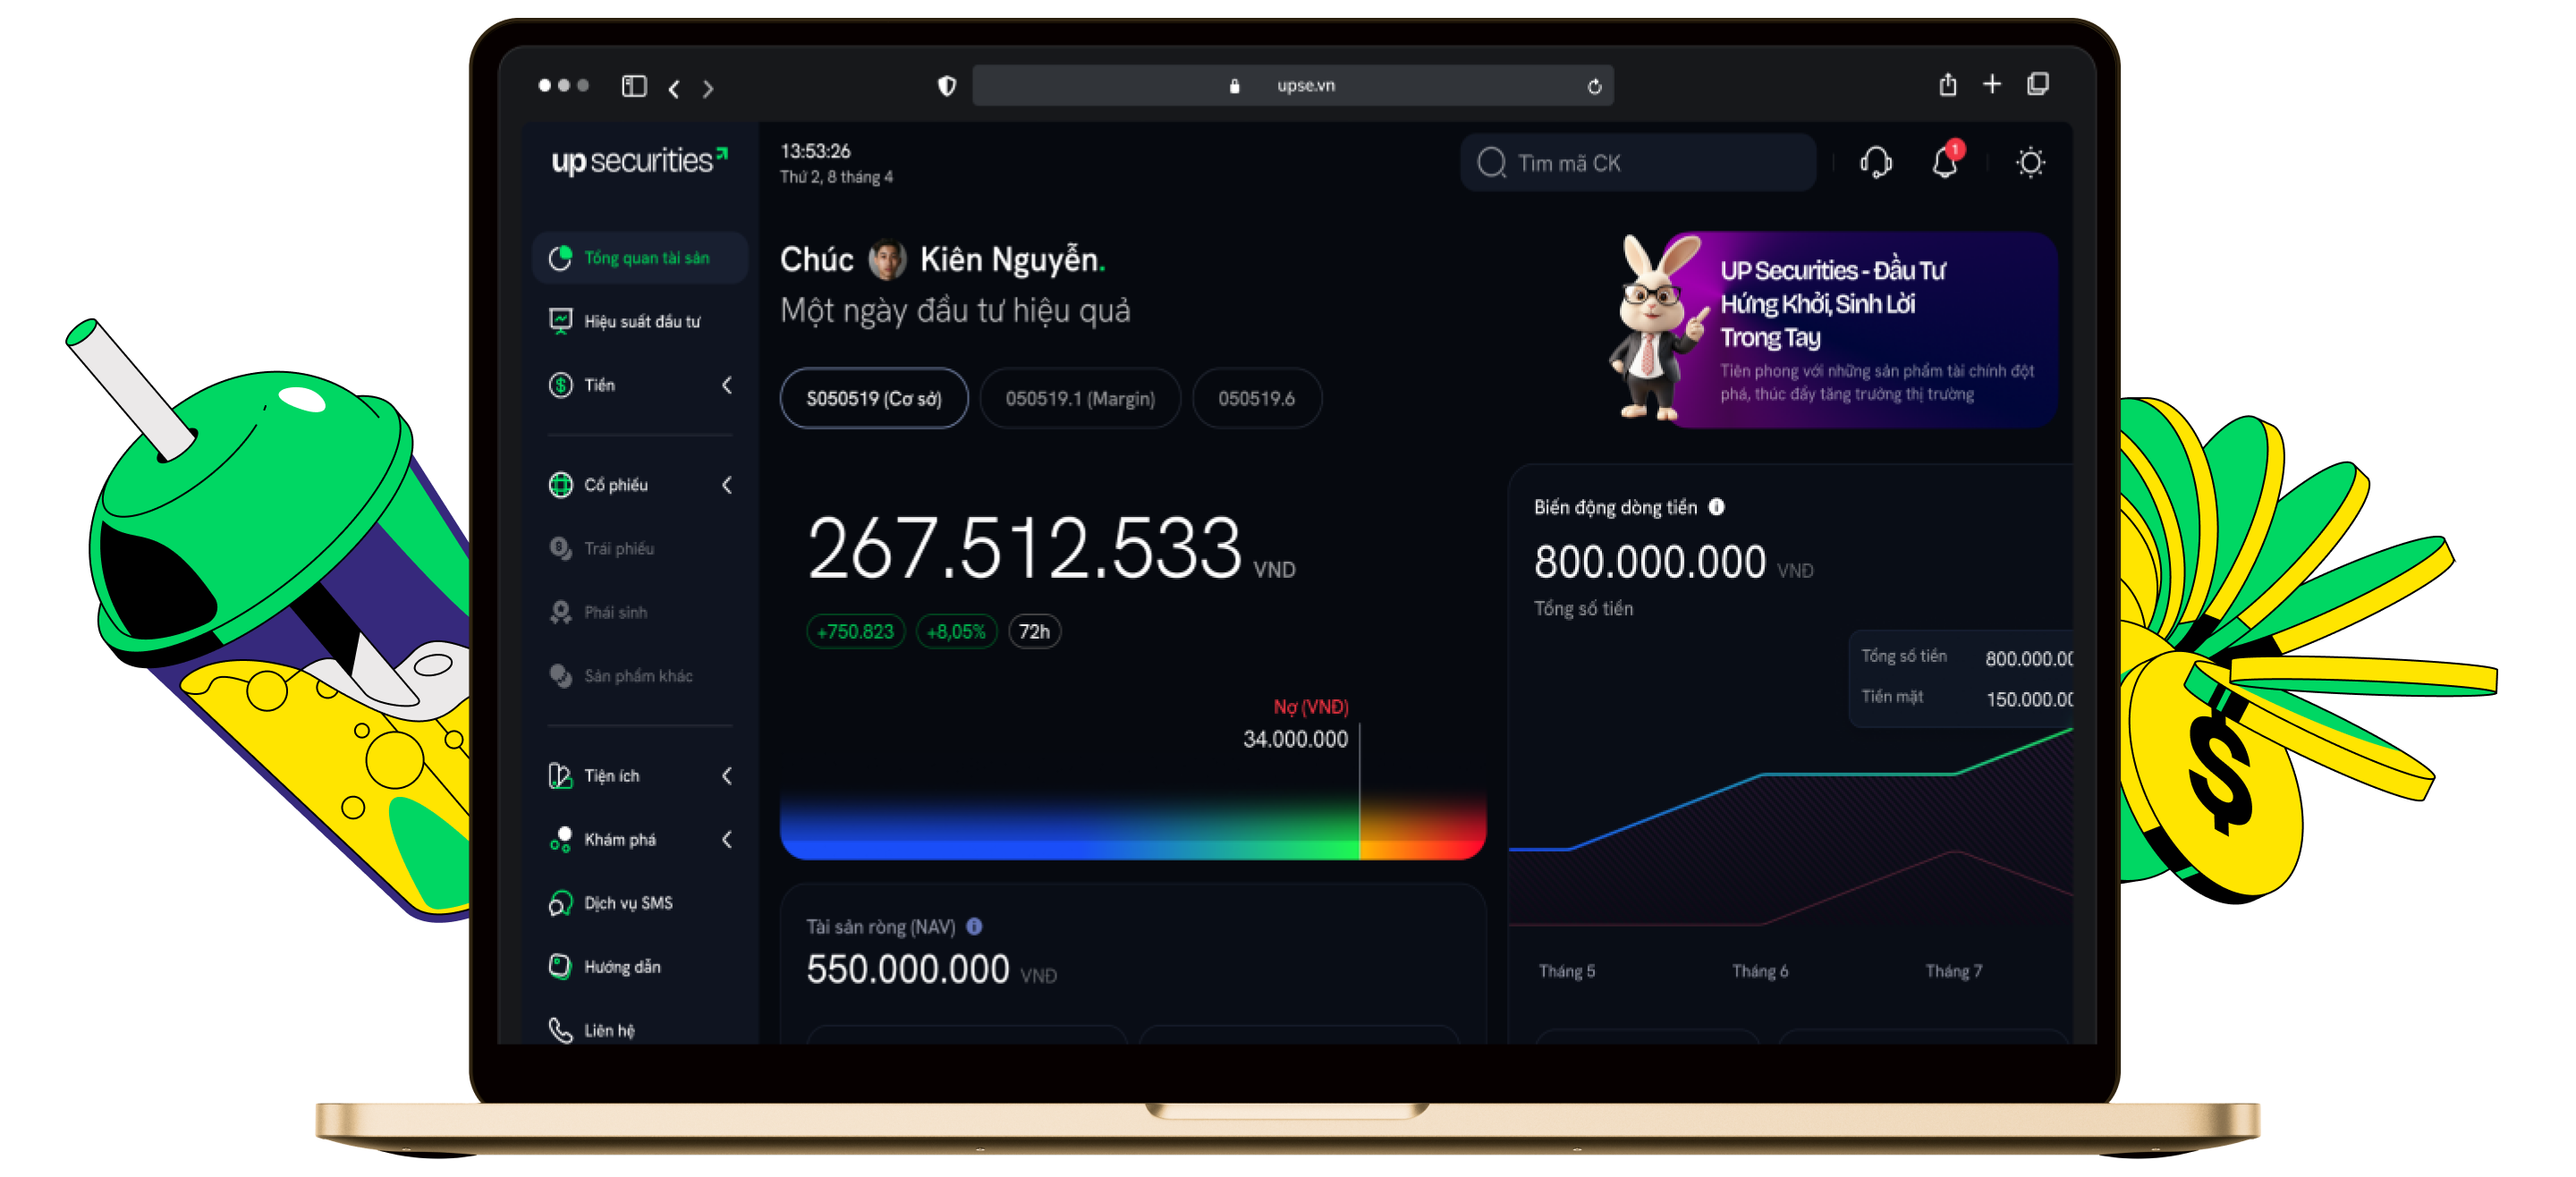 upse.vn
up securities
13:53:26
Thứ 2, 8 tháng 4
Tìm mã CK
1
Tổng quan tài sản
Hiệu suất đầu tư
Tiền
Cổ phiếu
Trái phiếu
Phái sinh
Sản phẩm khác
Tiện ích
Khám phá
Dịch vụ SMS
Hướng dẫn
Liên hệ
Chúc Kiên Nguyễn.
Một ngày đầu tư hiệu quả
S050519 (Cơ sở)
050519.1 (Margin)
050519.6
UP Securities - Đầu Tư
Hứng Khởi, Sinh Lời
Trong Tay
Tiên phong với những sản phẩm tài chính đột
phá, thúc đẩy tăng trưởng thị trường
267.512.533 VND
+750.823
+8,05%
72h
Nợ (VNĐ)
34.000.000
Tài sản ròng (NAV)
550.000.000 VNĐ
Biến động dòng tiền
800.000.000 VNĐ
Tổng số tiền
Tổng số tiền 800.000.00
Tiền mặt 150.000.00
Tháng 5
Tháng 6
Tháng 7
$